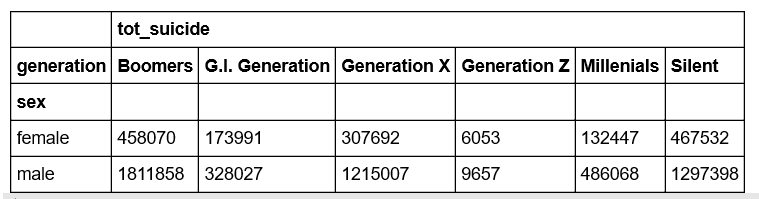 tot_suicide
generation Boomers G.I. Generation Generation X Generation Z Millenials Silent
sex
female 458070 173991 307692 6053 132447 467532
male 1811858 328027 1215007 9657 486068 1297398